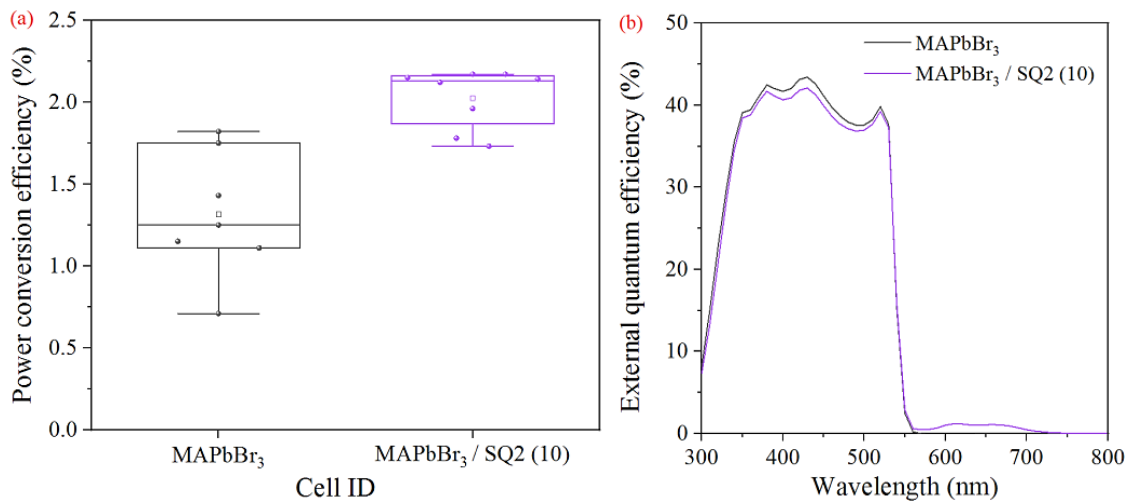 (a)
Power conversion efficiency (%)
2.5
2.0
1.5
1.0
0.5
0.0
MAPbBr₃
MAPbBr₃ / SQ2 (10)
Cell ID
(b)
External quantum efficiency (%)
50
40
30
20
10
0
MAPbBr₃
MAPbBr₃ / SQ2 (10)
300 400 500 600 700 800
Wavelength (nm)